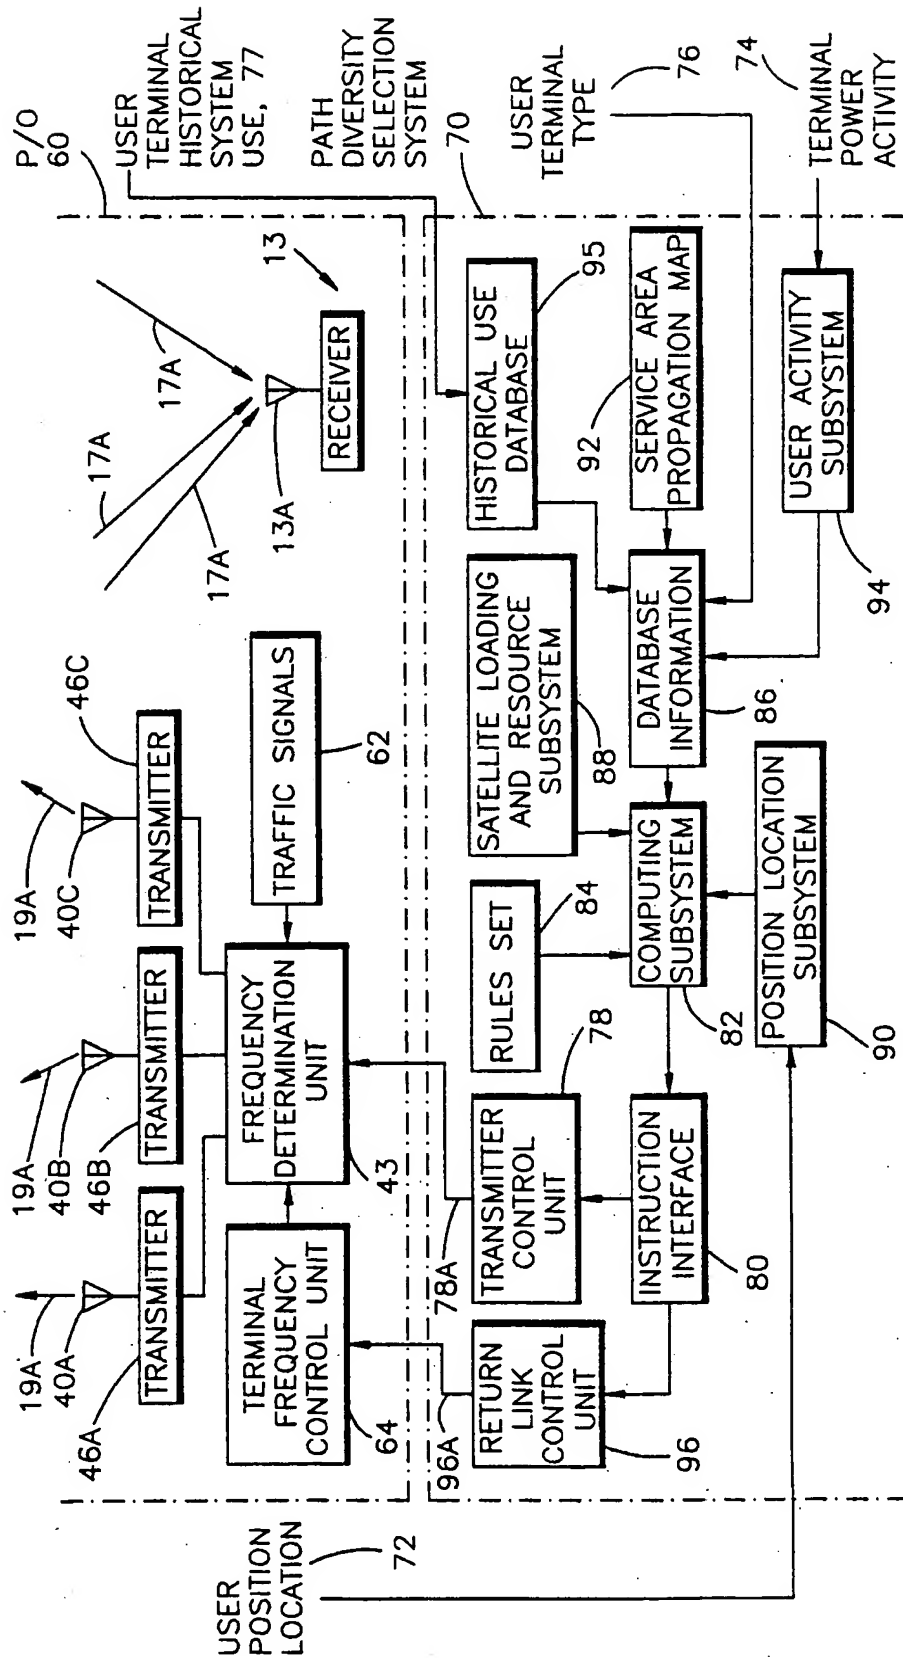 P/O
60
USER
TERMINAL
HISTORICAL
SYSTEM
USE, 77
PATH
DIVERSITY
SELECTION
SYSTEM
70
USER
TERMINAL
TYPE
76
74
TERMINAL
POWER
ACTIVITY
19A
40A
46A
TRANSMITTER
19A
40B
46B
TRANSMITTER
19A
40C
46C
TRANSMITTER
17A
17A
17A
13A
13
RECEIVER
TERMINAL
FREQUENCY
CONTROL UNIT
64
FREQUENCY
DETERMINATION
UNIT
43
TRAFFIC SIGNALS
62
96A
78A
RETURN
LINK
CONTROL
UNIT
96
TRANSMITTER
CONTROL
UNIT
78
RULES SET
84
SATELLITE LOADING
AND RESOURCE
SUBSYSTEM
88
HISTORICAL USE
DATABASE
95
INSTRUCTION
INTERFACE
80
COMPUTING
SUBSYSTEM
82
DATABASE
INFORMATION
86
92
SERVICE AREA
PROPAGATION MAP
POSITION LOCATION
SUBSYSTEM
90
USER ACTIVITY
SUBSYSTEM
94
USER
POSITION
LOCATION
72